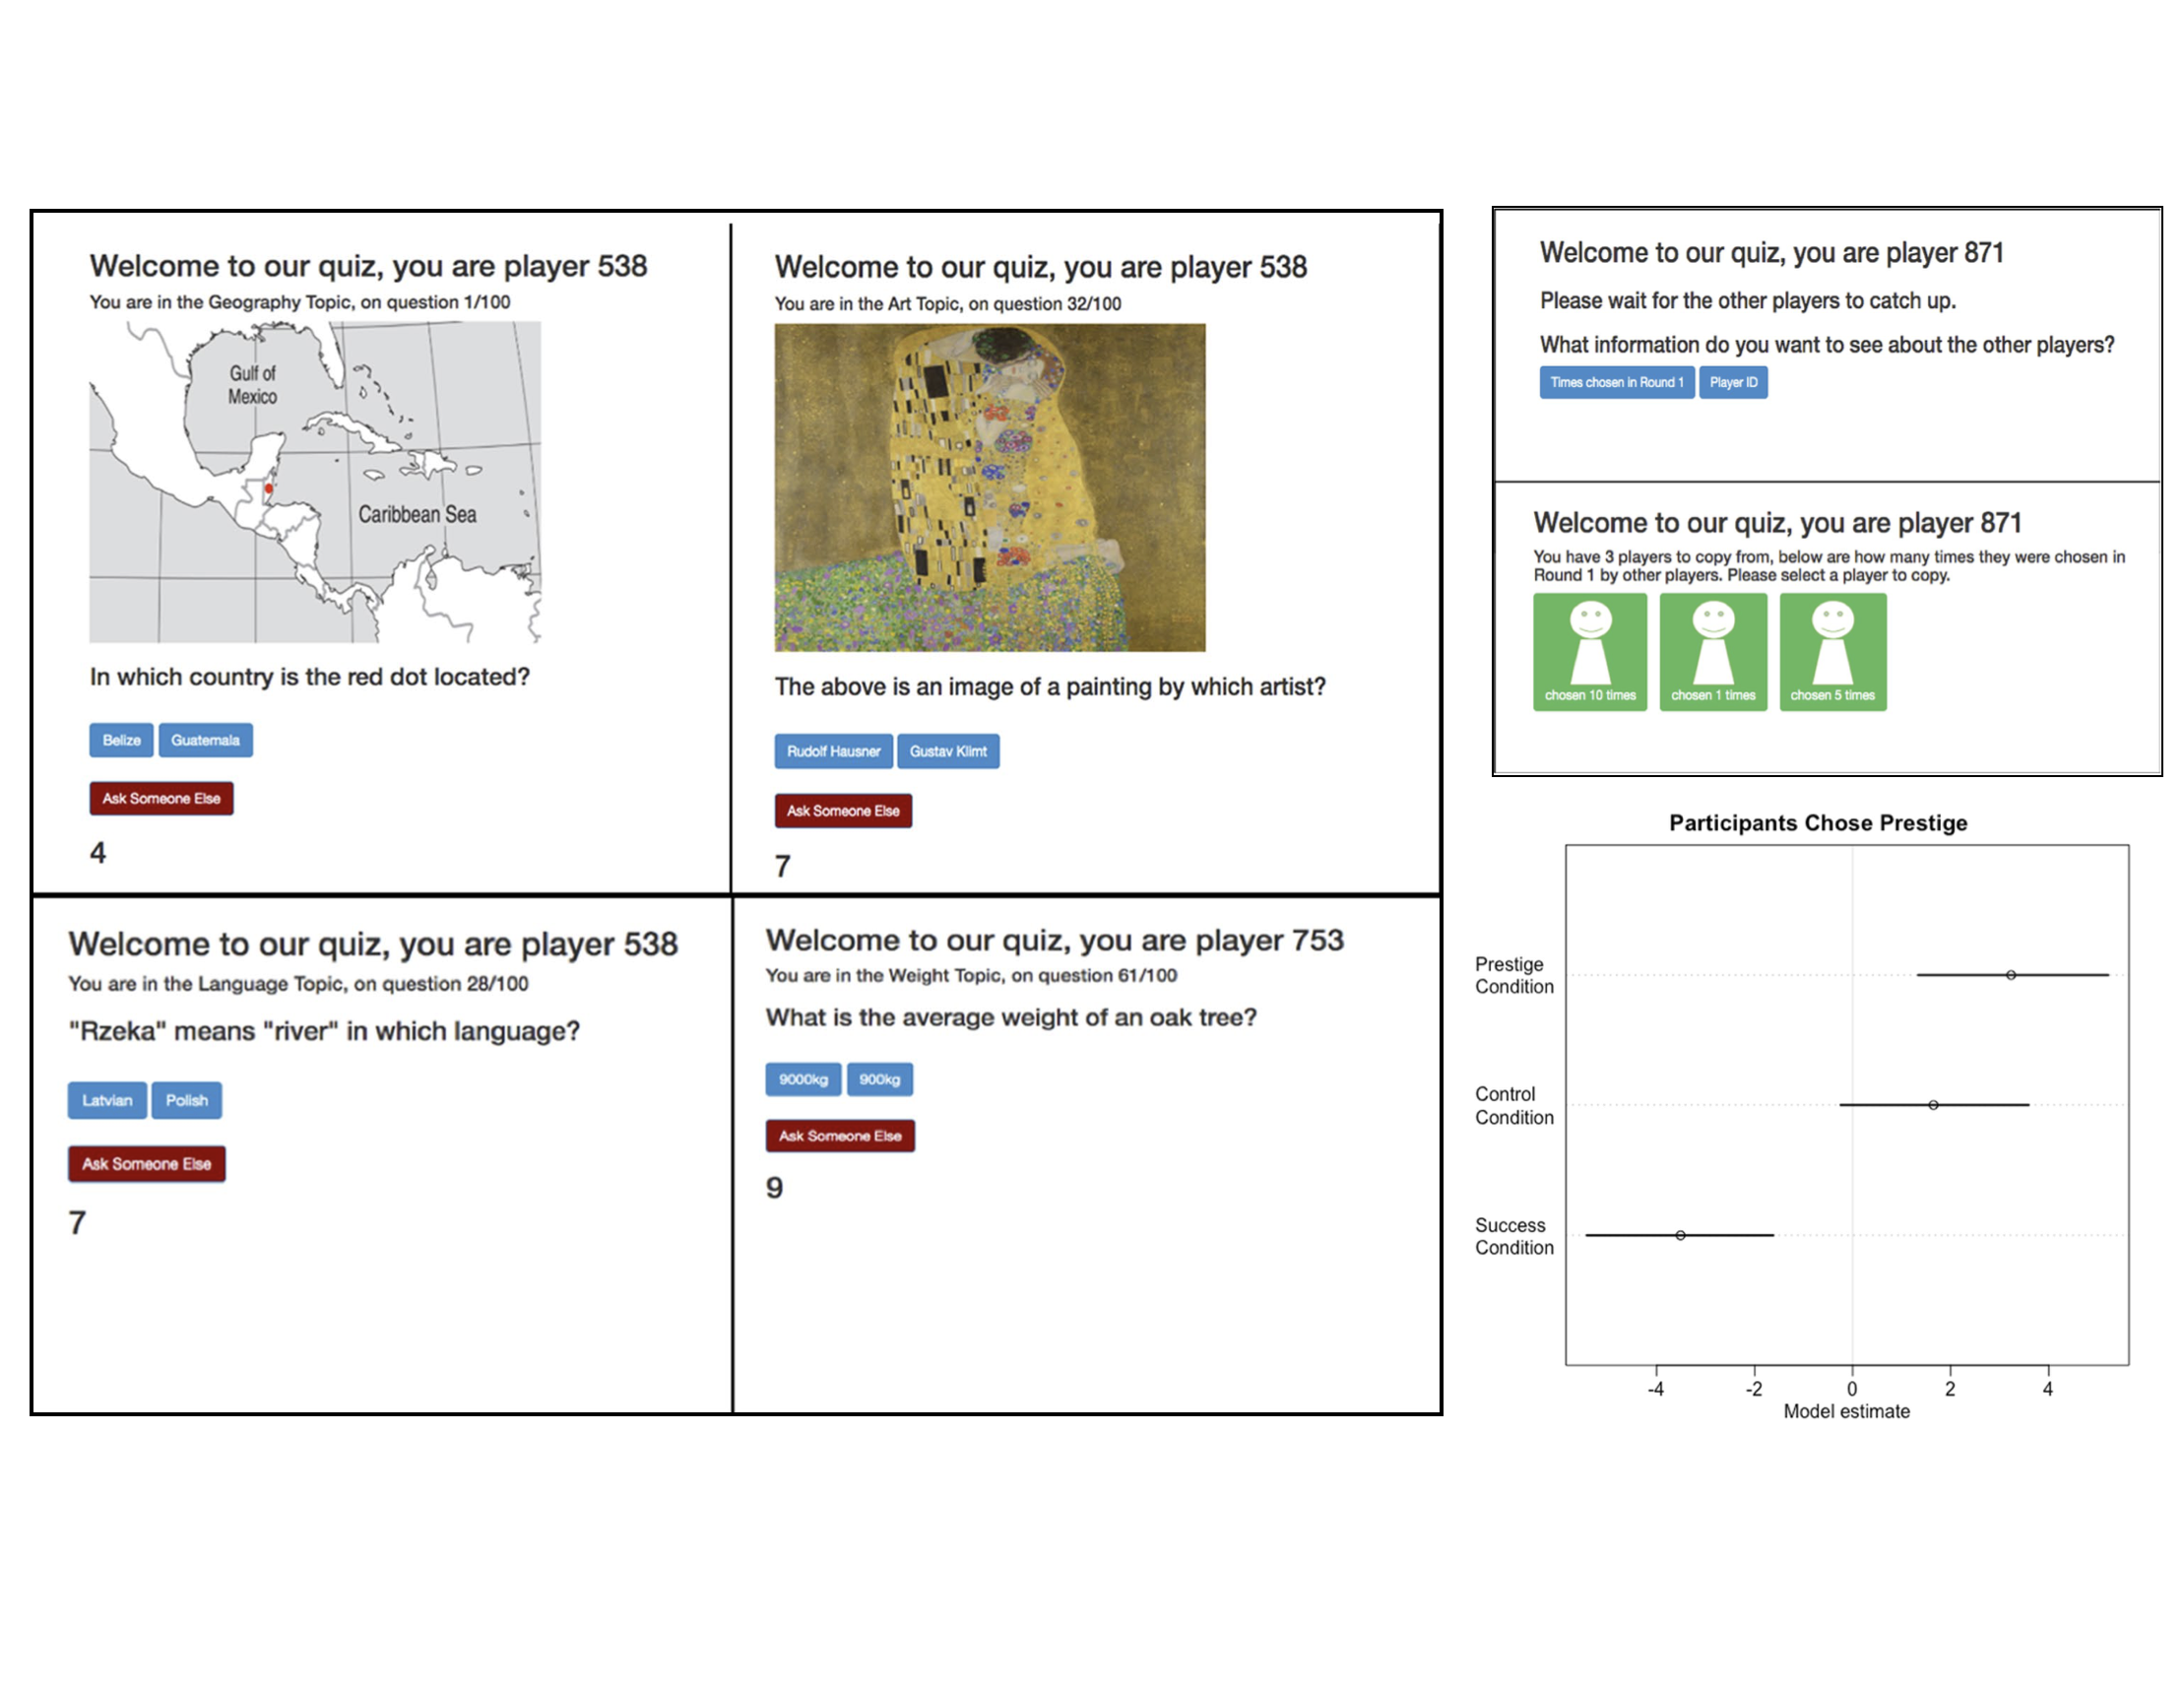 Welcome to our quiz, you are player 538
You are in the Geography Topic, on question 1/100
Gulf of
Mexico
Caribbean Sea
In which country is the red dot located?
Belize Guatemala
Ask Someone Else
4
Welcome to our quiz, you are player 538
You are in the Art Topic, on question 32/100
The above is an image of a painting by which artist?
Rudolf Hausner Gustav Klimt
Ask Someone Else
7
Welcome to our quiz, you are player 538
You are in the Language Topic, on question 28/100
"Rzeka" means "river" in which language?
Latvian Polish
Ask Someone Else
7
Welcome to our quiz, you are player 753
You are in the Weight Topic, on question 61/100
What is the average weight of an oak tree?
9000kg 900kg
Ask Someone Else
9
Welcome to our quiz, you are player 871
Please wait for the other players to catch up.
What information do you want to see about the other players?
Times chosen in Round 1 Player ID
Welcome to our quiz, you are player 871
You have 3 players to copy from, below are how many times they were chosen in
Round 1 by other players. Please select a player to copy.
chosen 10 times chosen 1 times chosen 5 times
Participants Chose Prestige
Prestige
Condition
Control
Condition
Success
Condition
-4 -2 0 2 4
Model estimate